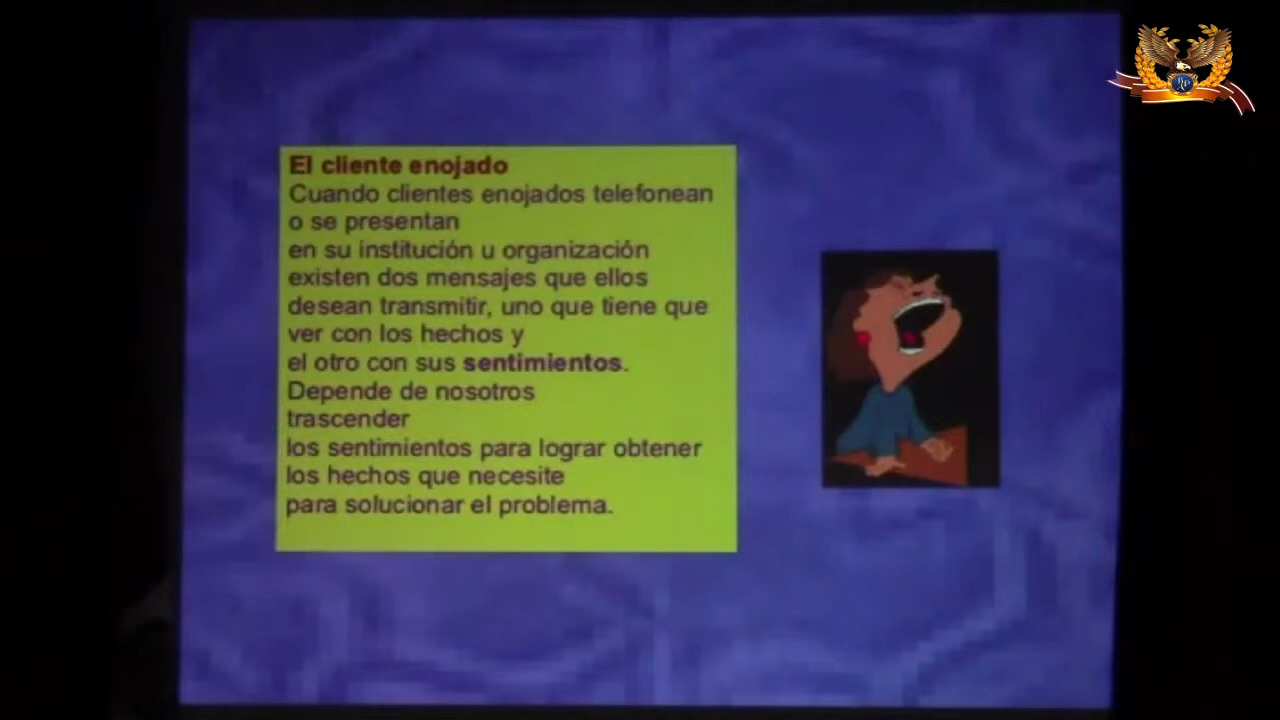 El cliente enojado
Cuando clientes enojados telefonean
o se presentan
en su institución u organización
existen dos mensajes que ellos
desean transmitir, uno que tiene que
ver con los hechos y
el otro con sus sentimientos.
Depende de nosotros
trascender
los sentimientos para lograr obtener
los hechos que necesite
para solucionar el problema.